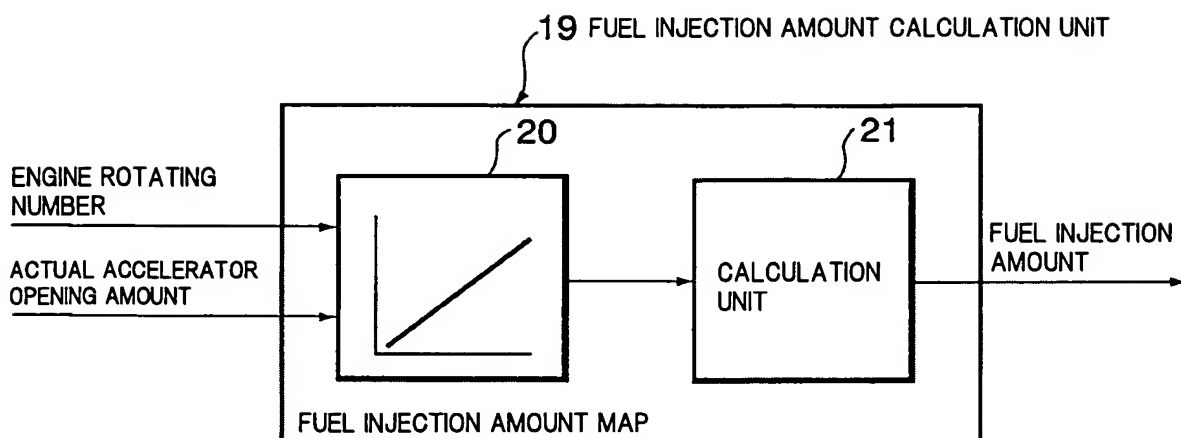 19 FUEL INJECTION AMOUNT CALCULATION UNIT
20
21
ENGINE ROTATING
NUMBER
ACTUAL ACCELERATOR
OPENING AMOUNT
CALCULATION
UNIT
FUEL INJECTION
AMOUNT
FUEL INJECTION AMOUNT MAP